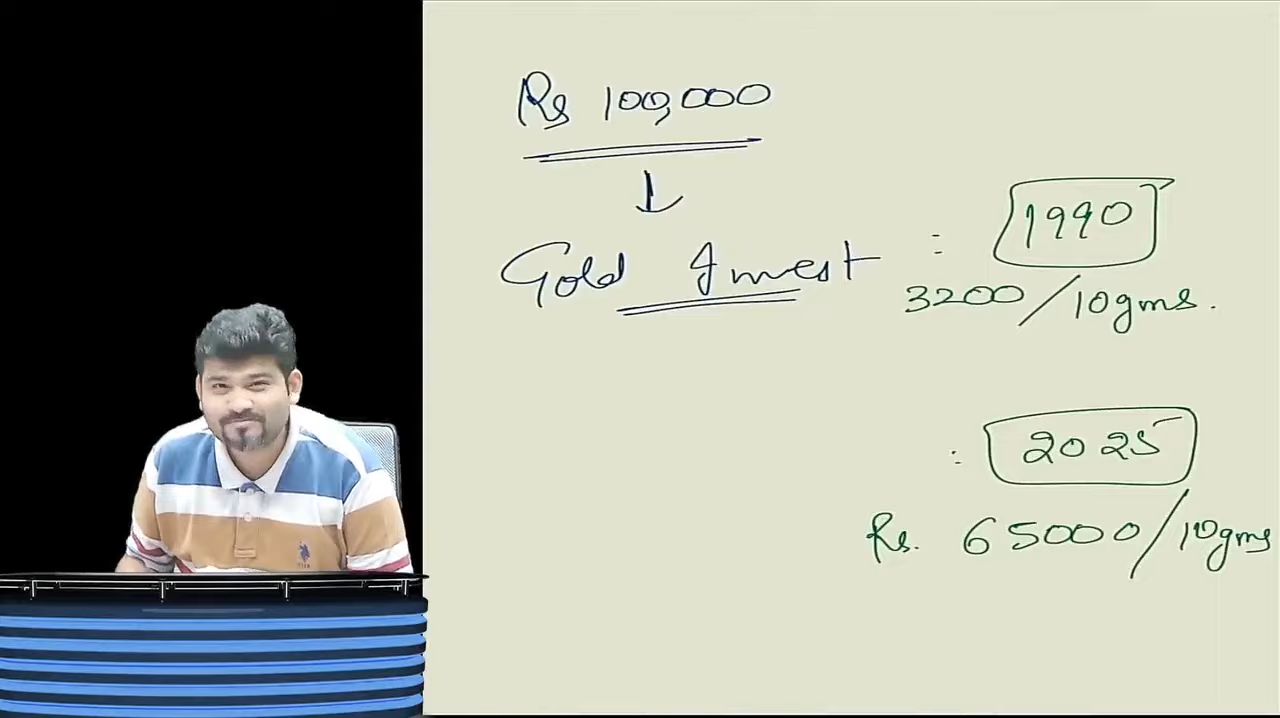 Rs 100,000
Gold Invest
: 1990
3200/10gms.
: 2025
Rs. 65000/10gms